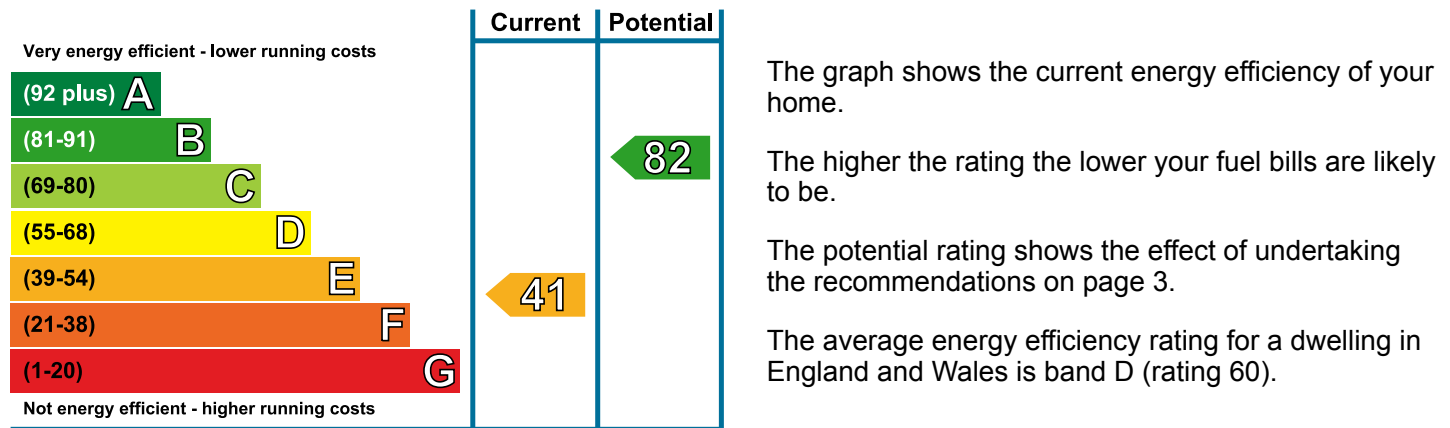 Current Potential
Very energy efficient - lower running costs
(92 plus) A
(81-91) B
82
(69-80) C
(55-68) D
(39-54) E
41
(21-38) F
(1-20) G
Not energy efficient - higher running costs
The graph shows the current energy efficiency of your
home.
The higher the rating the lower your fuel bills are likely
to be.
The potential rating shows the effect of undertaking
the recommendations on page 3.
The average energy efficiency rating for a dwelling in
England and Wales is band D (rating 60).